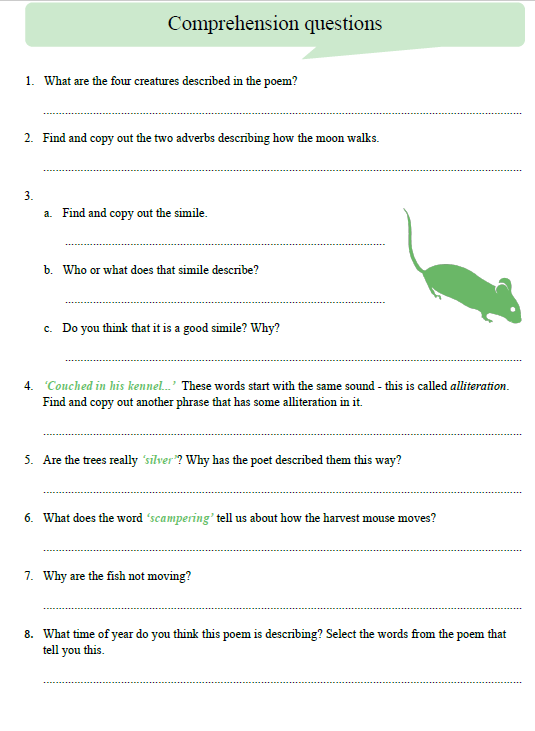 Comprehension questions
1. What are the four creatures described in the poem?
2. Find and copy out the two adverbs describing how the moon walks.
3.
a. Find and copy out the simile.
b. Who or what does that simile describe?
c. Do you think that it is a good simile? Why?
4. ‘Couched in his kennel...’ These words start with the same sound - this is called alliteration.
Find and copy out another phrase that has some alliteration in it.
5. Are the trees really ‘silver’? Why has the poet described them this way?
6. What does the word ‘scampering’ tell us about how the harvest mouse moves?
7. Why are the fish not moving?
8. What time of year do you think this poem is describing? Select the words from the poem that
tell you this.